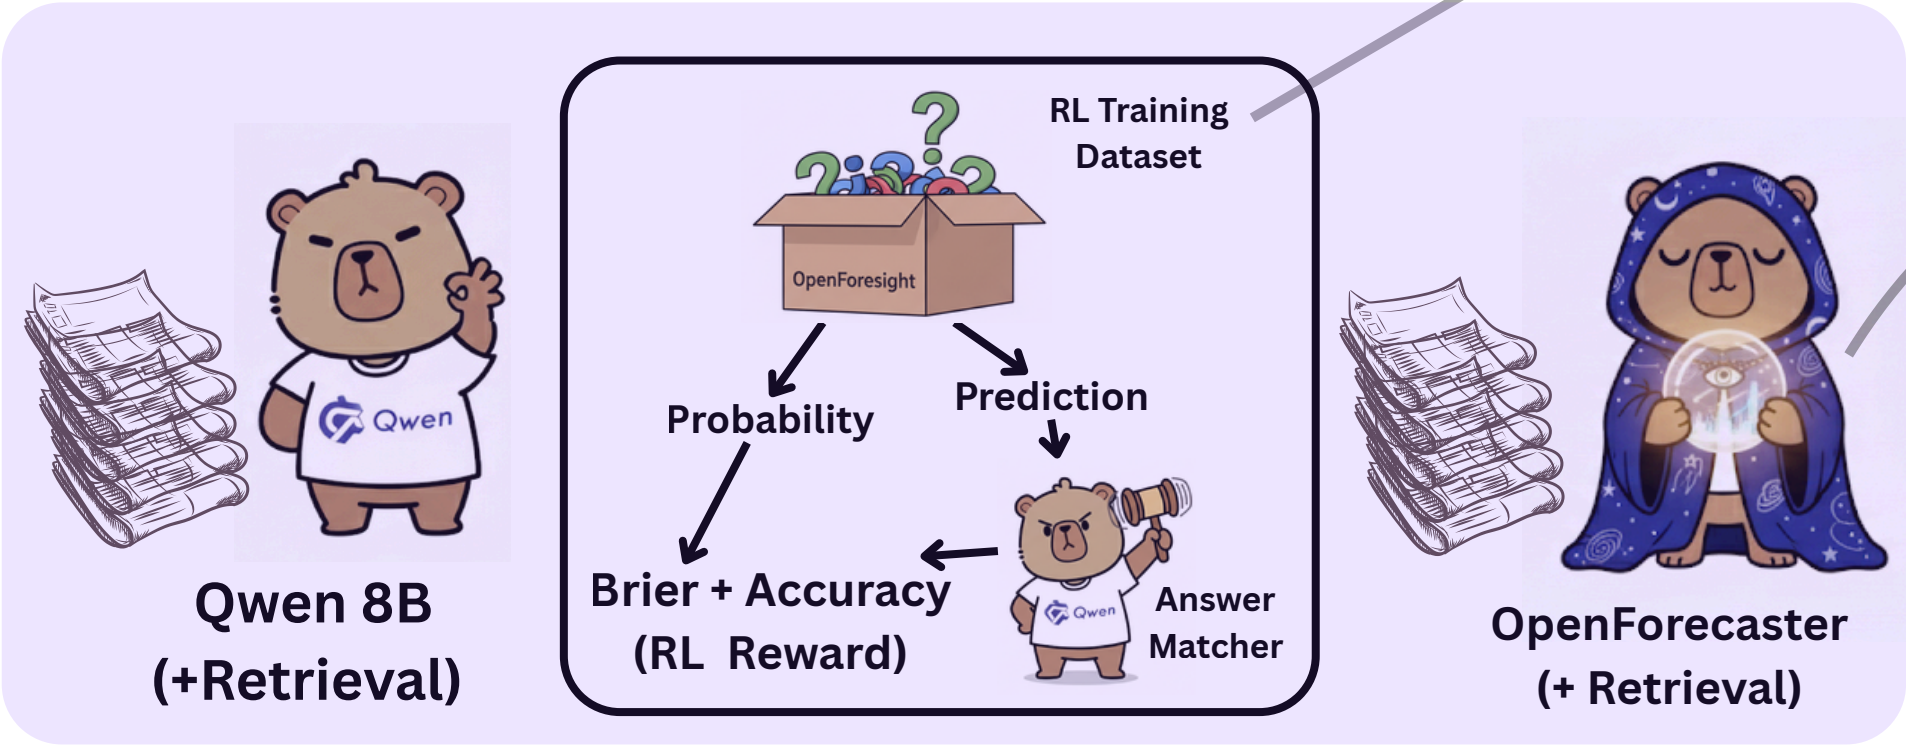 RL Training
Dataset
OpenForesight
Qwen
Probability
Prediction
Brier + Accuracy
(RL Reward)
Qwen
Answer
Matcher
Qwen 8B
(+Retrieval)
OpenForecaster
(+ Retrieval)